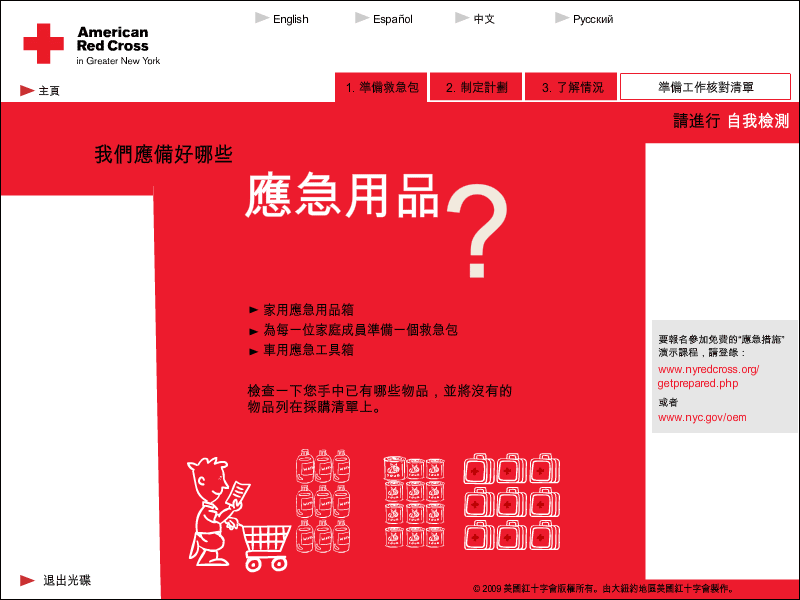 English
Español
中文
Русский
American
Red Cross
in Greater New York
主頁
1. 準備救急包
2. 制定計劃
3. 了解情況
準備工作核對清單
請進行 自我檢測
我們應備好哪些
應急用品?
家用應急用品箱
為每一位家庭成員準備一個救急包
車用應急工具箱
檢查一下您手中已有哪些物品，並將沒有的
物品列在採購清單上。
要報名參加免費的“應急措施”
演示課程，請登錄：
www.nyredcross.org/
getprepared.php
或者
www.nyc.gov/oem
退出光碟
© 2009 美國紅十字會版權所有。由大紐約地區美國紅十字會製作。